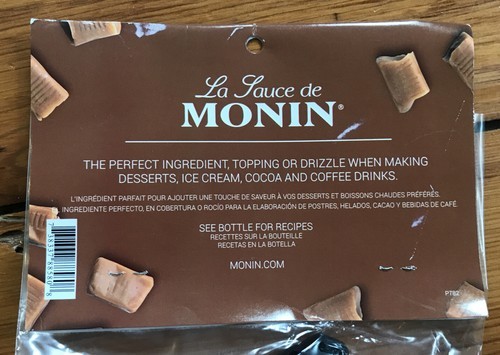 La Sauce de
MONIN®
THE PERFECT INGREDIENT, TOPPING OR DRIZZLE WHEN MAKING
DESSERTS, ICE CREAM, COCOA AND COFFEE DRINKS.
L'INGRÉDIENT PARFAIT POUR AJOUTER UNE TOUCHE DE SAVEUR À VOS DESSERTS ET BOISSONS CHAUDES PRÉFÉRÉS.
INGREDIENTE PERFECTO, EN COBERTURA O ROCÍO PARA LA ELABORACIÓN DE POSTRES, HELADOS, CACAO Y BEBIDAS DE CAFÉ.
SEE BOTTLE FOR RECIPES
RECETTES SUR LA BOUTEILLE
RECETAS EN LA BOTELLA
MONIN.COM